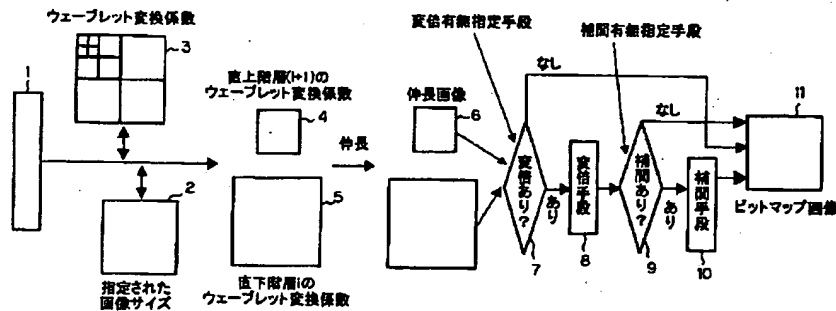 ウェーブレット変換係数
3
1
2
指定された
画像サイズ
直上階層(i+1)の
ウェーブレット変換係数
4
5
直下階層iの
ウェーブレット変換係数
伸長
伸長画像
6
変倍有無指定手段
変倍あり?
7
なし
あり
変倍手段
8
補間有無指定手段
補間あり?
9
なし
あり
補間手段
10
11
ビットマップ画像